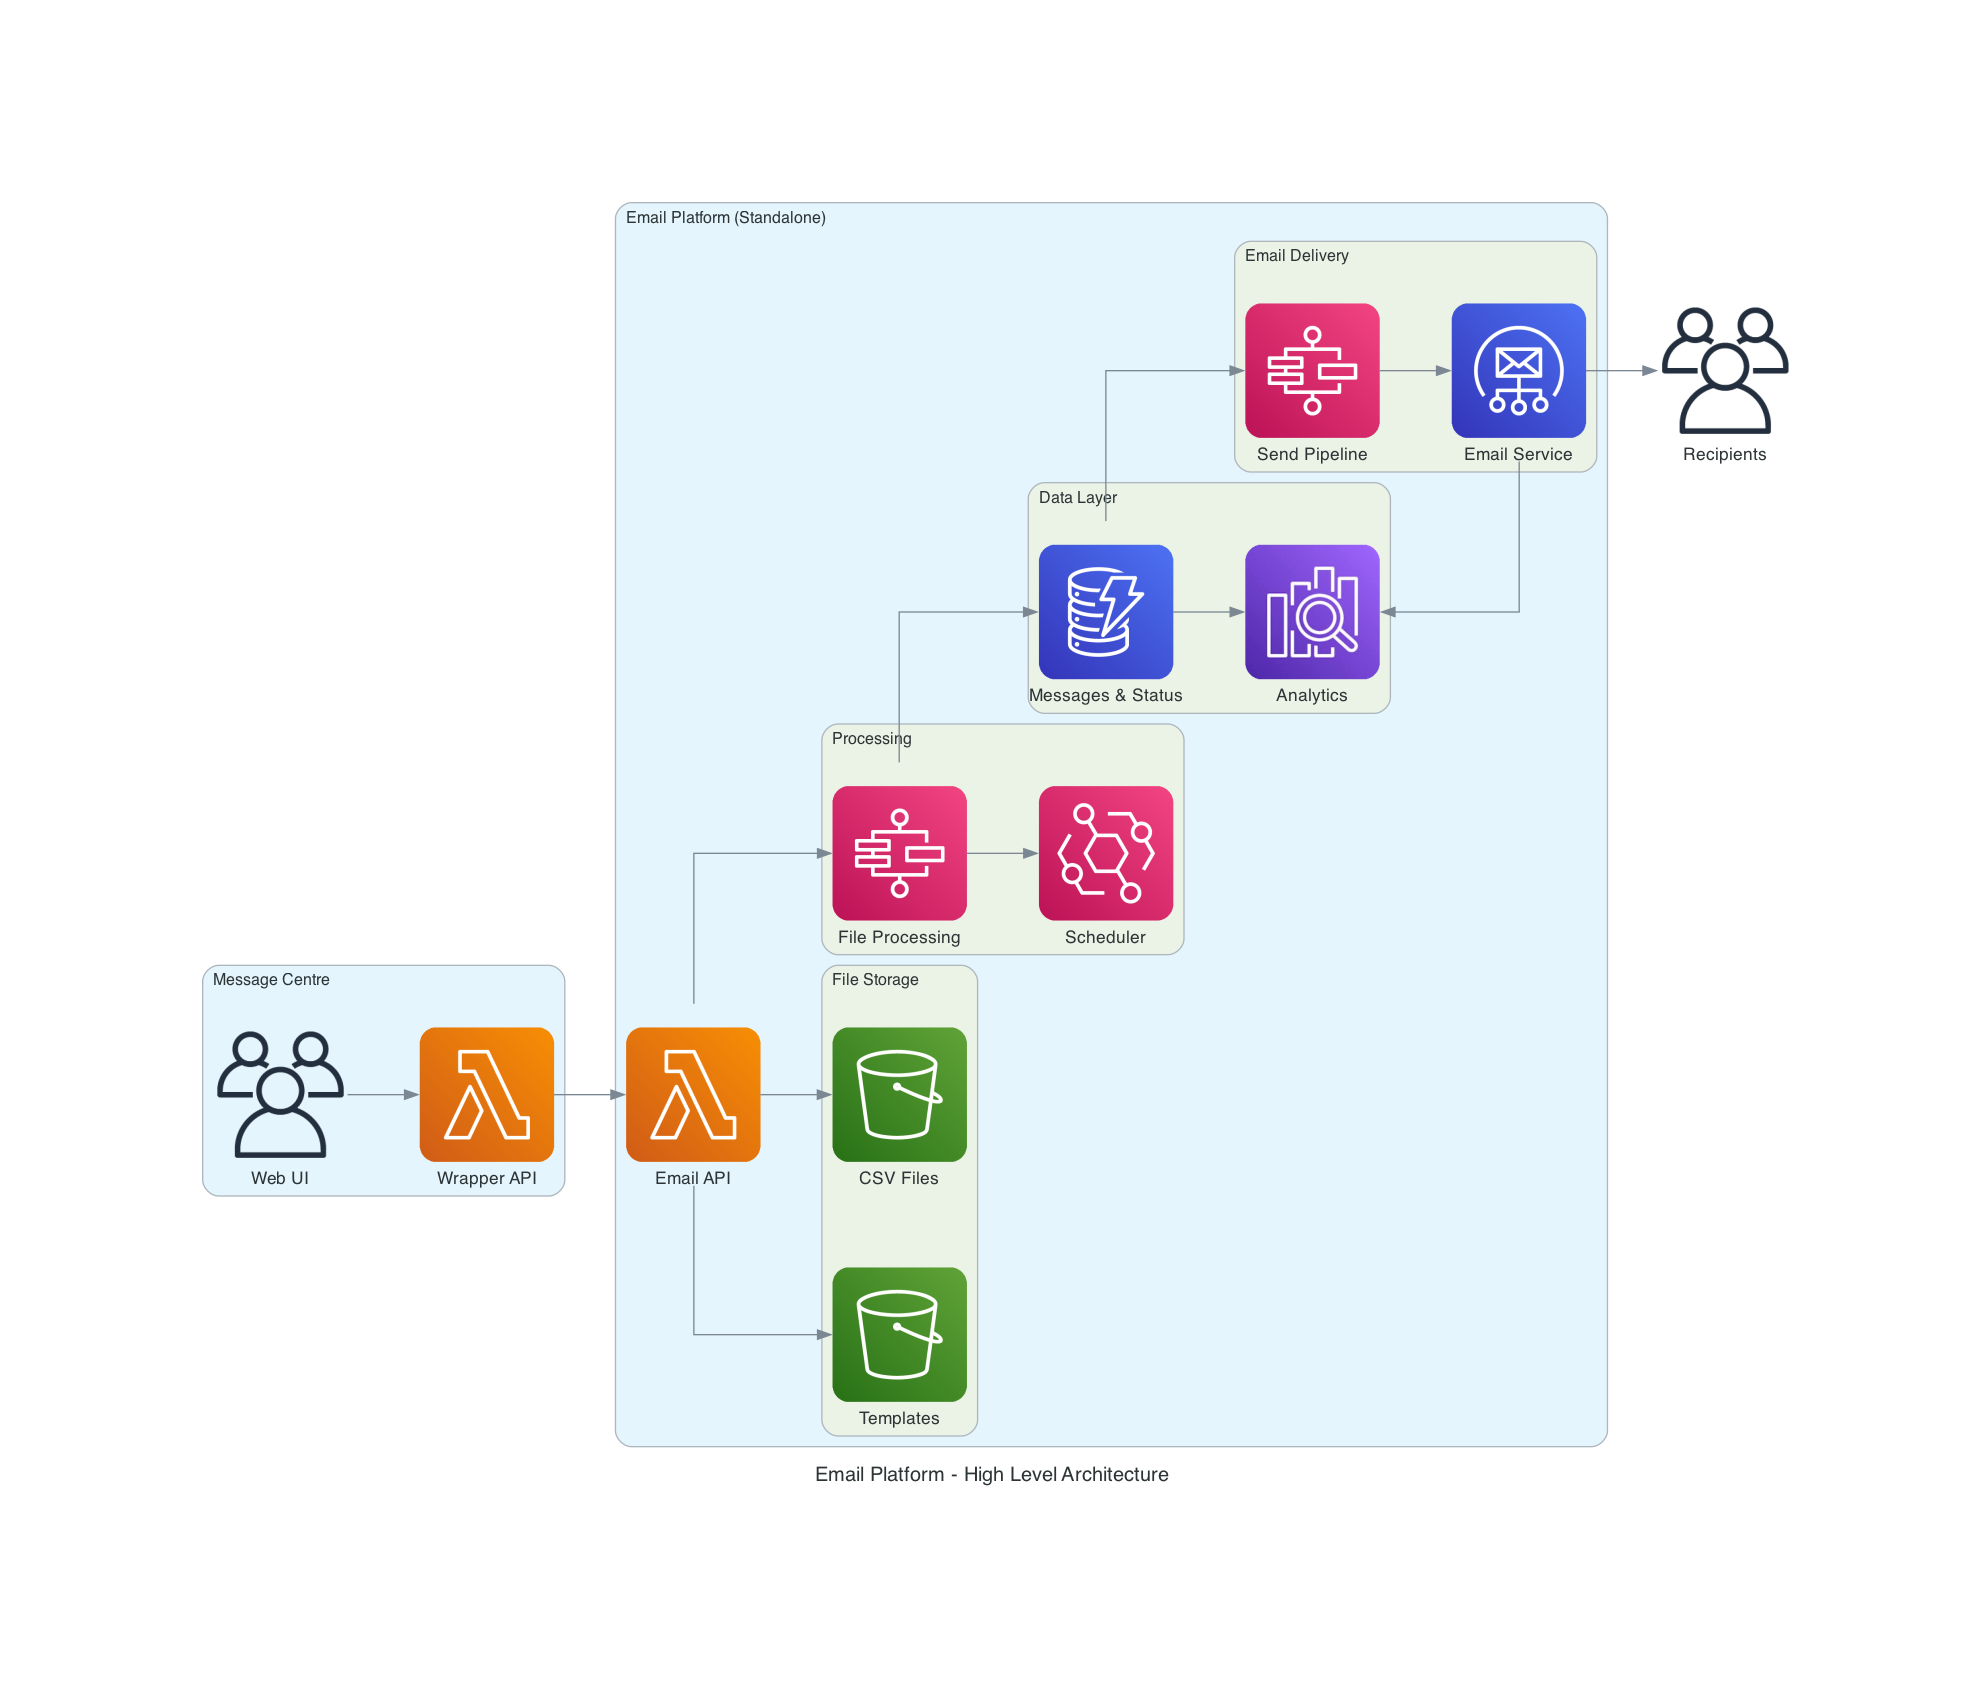 Email Platform (Standalone)
Email Delivery
Send Pipeline
Email Service
Recipients
Data Layer
Messages & Status
Analytics
Processing
File Processing
Scheduler
Message Centre
Web UI
Wrapper API
Email API
File Storage
CSV Files
Templates
Email Platform - High Level Architecture